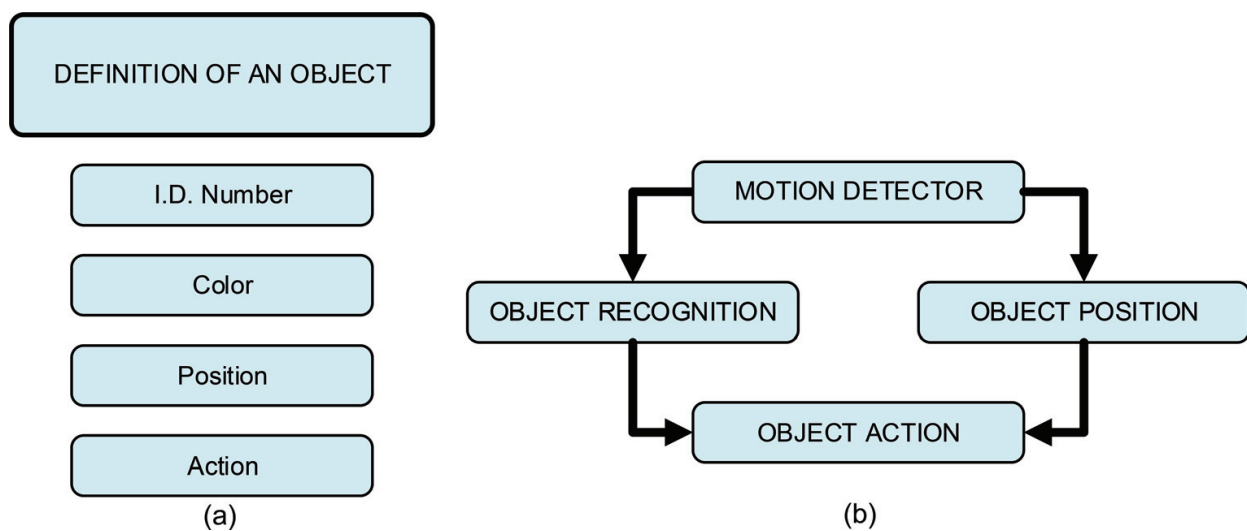 DEFINITION OF AN OBJECT
I.D. Number
Color
Position
Action
(a)
MOTION DETECTOR
OBJECT RECOGNITION
OBJECT POSITION
OBJECT ACTION
(b)